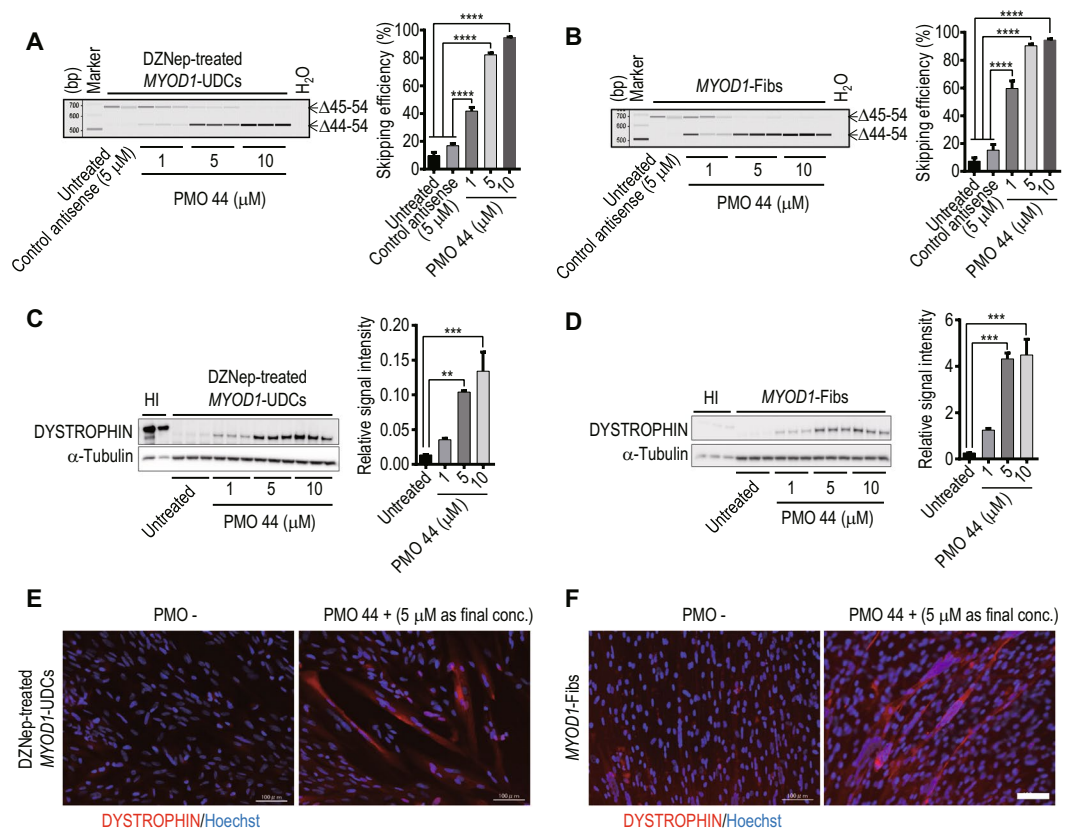 A
(bp)
Marker
DZNep-treated
MYOD1-UDCs
H2O
700
600
500
Δ45-54
Δ44-54
Untreated
Control antisense (5 μM)
1 5 10
PMO 44 (μM)
Skipping efficiency (%)
100
80
60
40
20
0
****
****
****
Untreated
Control antisense
(5 μM)
1
5
10
PMO 44 (μM)
B
(bp)
Marker
MYOD1-Fibs
H2O
700
600
500
Δ45-54
Δ44-54
Untreated
Control antisense (5 μM)
1 5 10
PMO 44 (μM)
Skipping efficiency (%)
100
80
60
40
20
0
****
****
****
Untreated
Control antisense
(5 μM)
1
5
10
PMO 44 (μM)
C
DZNep-treated
MYOD1-UDCs
HI
DYSTROPHIN
α-Tubulin
Untreated
1 5 10
PMO 44 (μM)
Relative signal intensity
0.20
0.15
0.10
0.05
0.00
***
**
Untreated
1
5
10
PMO 44 (μM)
D
HI
MYOD1-Fibs
DYSTROPHIN
α-Tubulin
Untreated
1 5 10
PMO 44 (μM)
Relative signal intensity
6
4
2
0
***
***
Untreated
1
5
10
PMO 44 (μM)
E
PMO -
PMO 44 + (5 μM as final conc.)
DZNep-treated
MYOD1-UDCs
100μm
100μm
DYSTROPHIN/Hoechst
F
PMO -
PMO 44 + (5 μM as final conc.)
MYOD1-Fibs
100μm
DYSTROPHIN/Hoechst